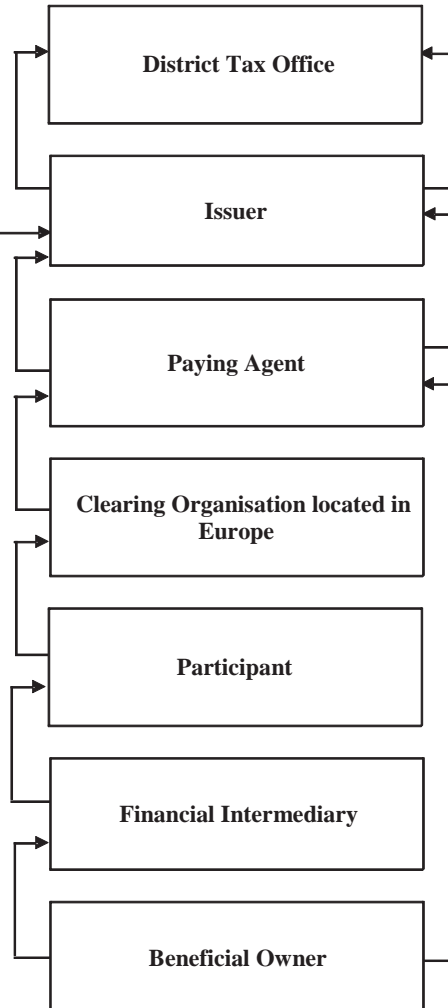 District Tax Office
Issuer
Paying Agent
Clearing Organisation located in
Europe
Participant
Financial Intermediary
Beneficial Owner